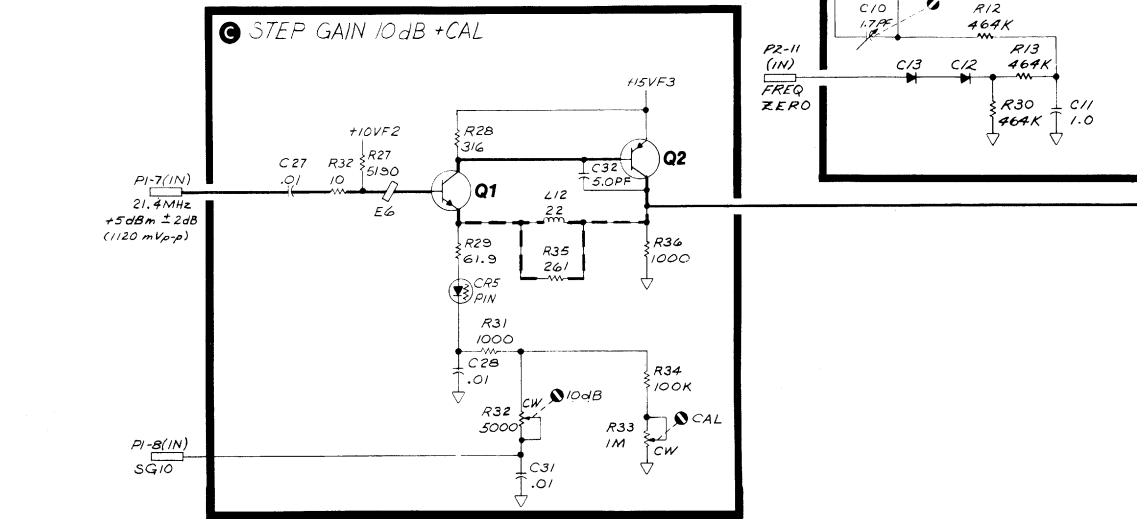 C STEP GAIN 10dB +CAL
+15VF3
+10VF2
R28
316
Q2
C27
.01
R32
10
R27
5190
C32
5.0PF
P1-7(IN)
21.4MHz
+5dBm ±2dB
(1120 mVp-p)
E6
Q1
L12
22
R29
61.9
R35
261
R36
1000
CR5
PIN
R31
1000
C28
.01
R34
100K
CW
10dB
R32
5000
R33
1M
CAL
CW
P1-8(IN)
SG10
C31
.01
C10
1.7PF
R12
464K
P2-11
(IN)
FREQ
ZERO
C13
C12
R13
464K
R30
464K
C11
1.0